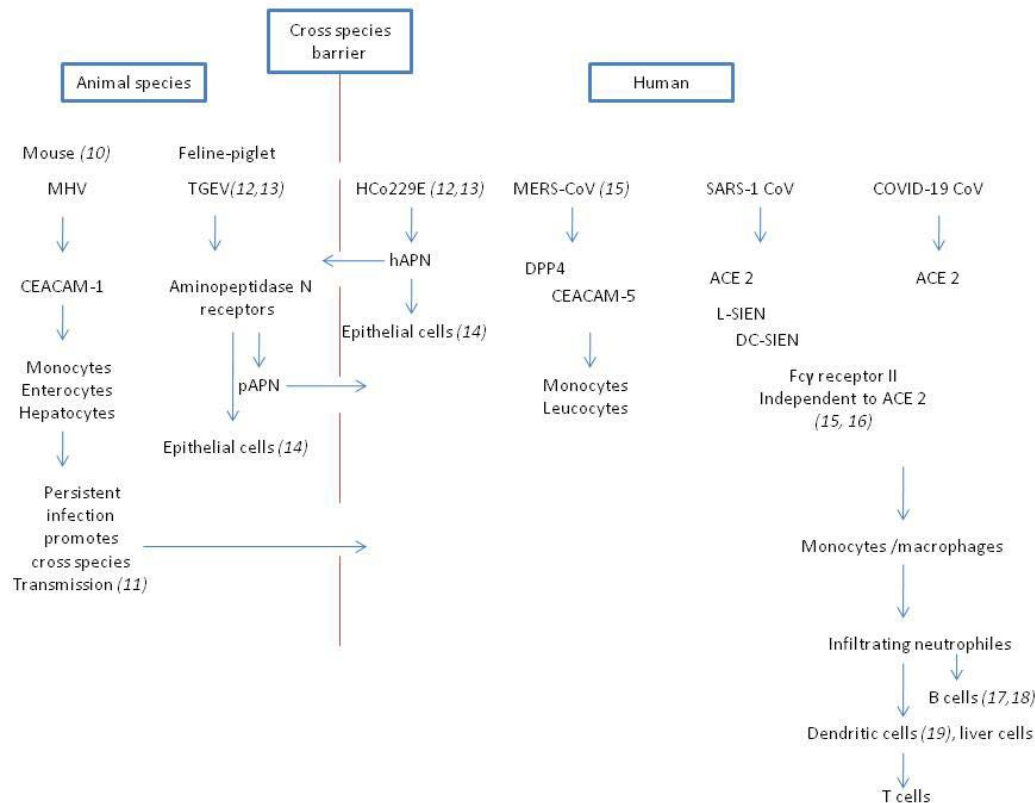 Cross species
barrier
Animal species
Human
Mouse (10)
MHV
CEACAM-1
Monocytes
Enterocytes
Hepatocytes
Persistent
infection
promotes
cross species
Transmission (11)
Feline-piglet
TGEV(12,13)
Aminopeptidase N
receptors
pAPN
Epithelial cells (14)
HCo229E (12,13)
hAPN
Epithelial cells (14)
MERS-CoV (15)
DPP4
CEACAM-5
Monocytes
Leucocytes
SARS-1 CoV
ACE 2
L-SIEN
DC-SIEN
COVID-19 CoV
ACE 2
Fcγ receptor II
Independent to ACE 2
(15, 16)
Monocytes /macrophages
Infiltrating neutrophiles
B cells (17,18)
Dendritic cells (19), liver cells
T cells